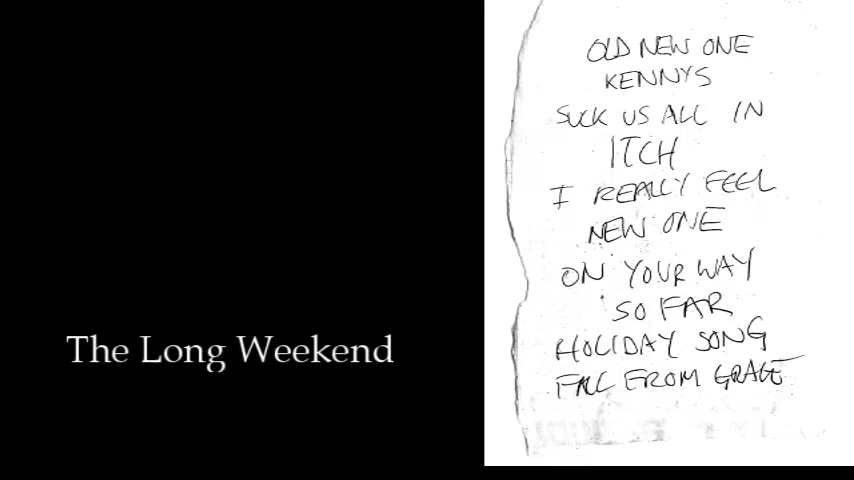 The Long Weekend
OLD NEW ONE
KENNYS
SUCK US ALL IN
ITCH
I REALLY FEEL
NEW ONE
ON YOUR WAY
SO FAR
HOLIDAY SONG
FALL FROM GRACE